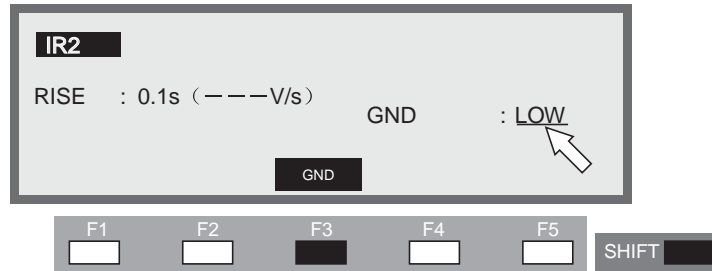 IR2
RISE : 0.1s （———V/s）
GND : LOW
GND
F1 F2 F3 F4 F5
SHIFT